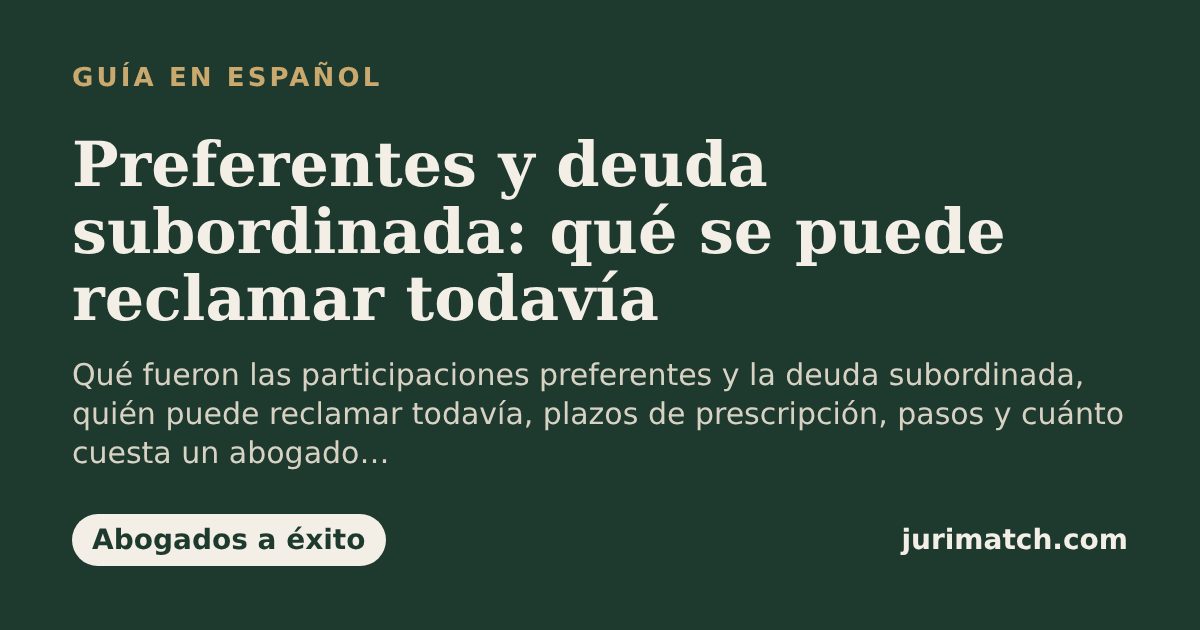 GUÍA EN ESPAÑOL
Preferentes y deuda
subordinada: qué se puede
reclamar todavía
Qué fueron las participaciones preferentes y la deuda subordinada,
quién puede reclamar todavía, plazos de prescripción, pasos y cuánto
cuesta un abogado…
Abogados a éxito
jurimatch.com